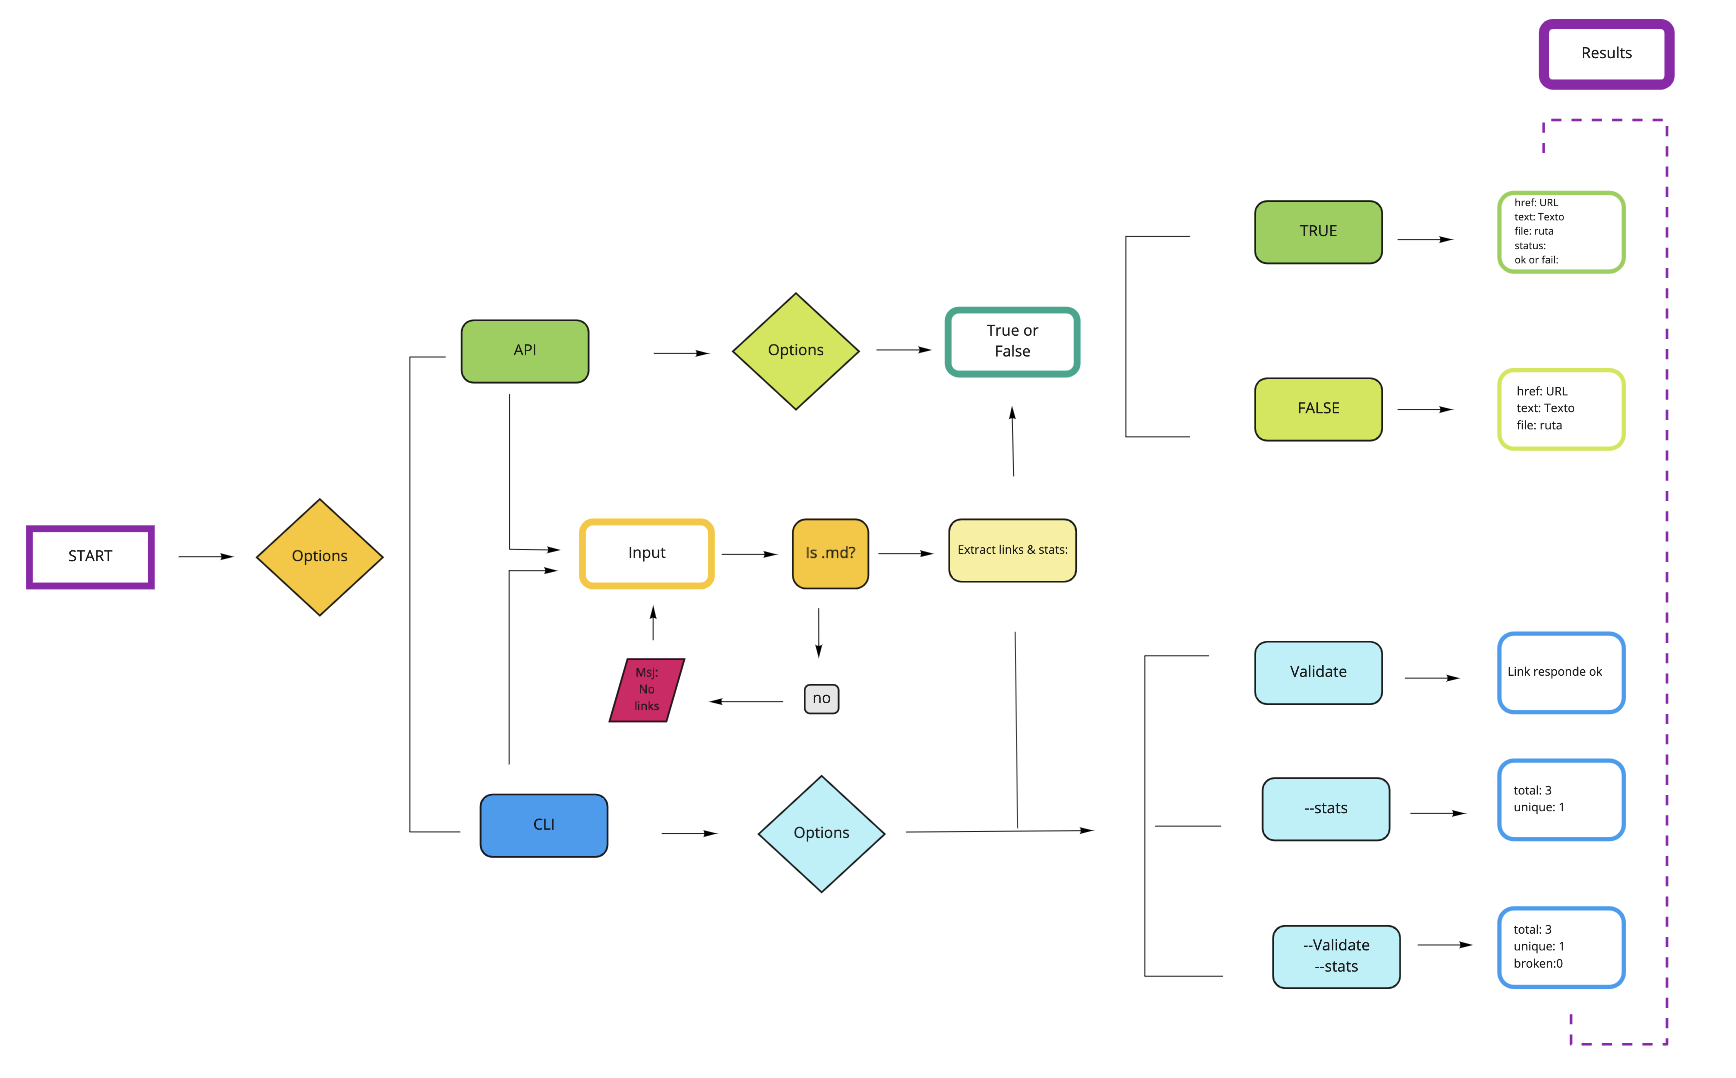 Results
START
Options
API
Options
True or
False
TRUE
href: URL
text: Texto
file: ruta
status:
ok or fail:
FALSE
href: URL
text: Texto
file: ruta
Input
Is .md?
Extract links & stats:
Msj:
No
links
no
CLI
Options
Validate
Link responde ok
--stats
total: 3
unique: 1
--Validate
--stats
total: 3
unique: 1
broken:0